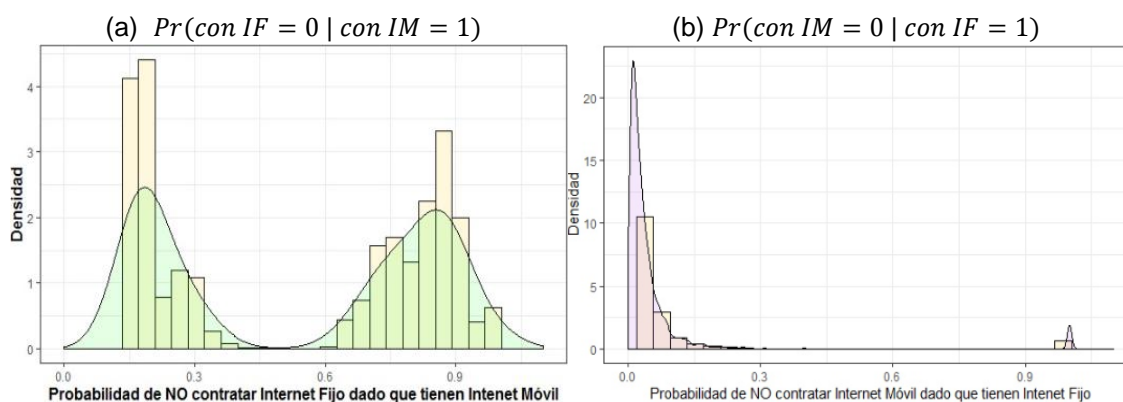 (a) Pr(con IF = 0 | con IM = 1)
4
3
2
1
0
Densidad
0.0 0.3 0.6 0.9
Probabilidad de NO contratar Internet Fijo dado que tienen Intenet Móvil
(b) Pr(con IM = 0 | con IF = 1)
20
15
10
5
0
Densidad
0.0 0.3 0.6 0.9
Probabilidad de NO contratar Internet Móvil dado que tienen Intenet Fijo